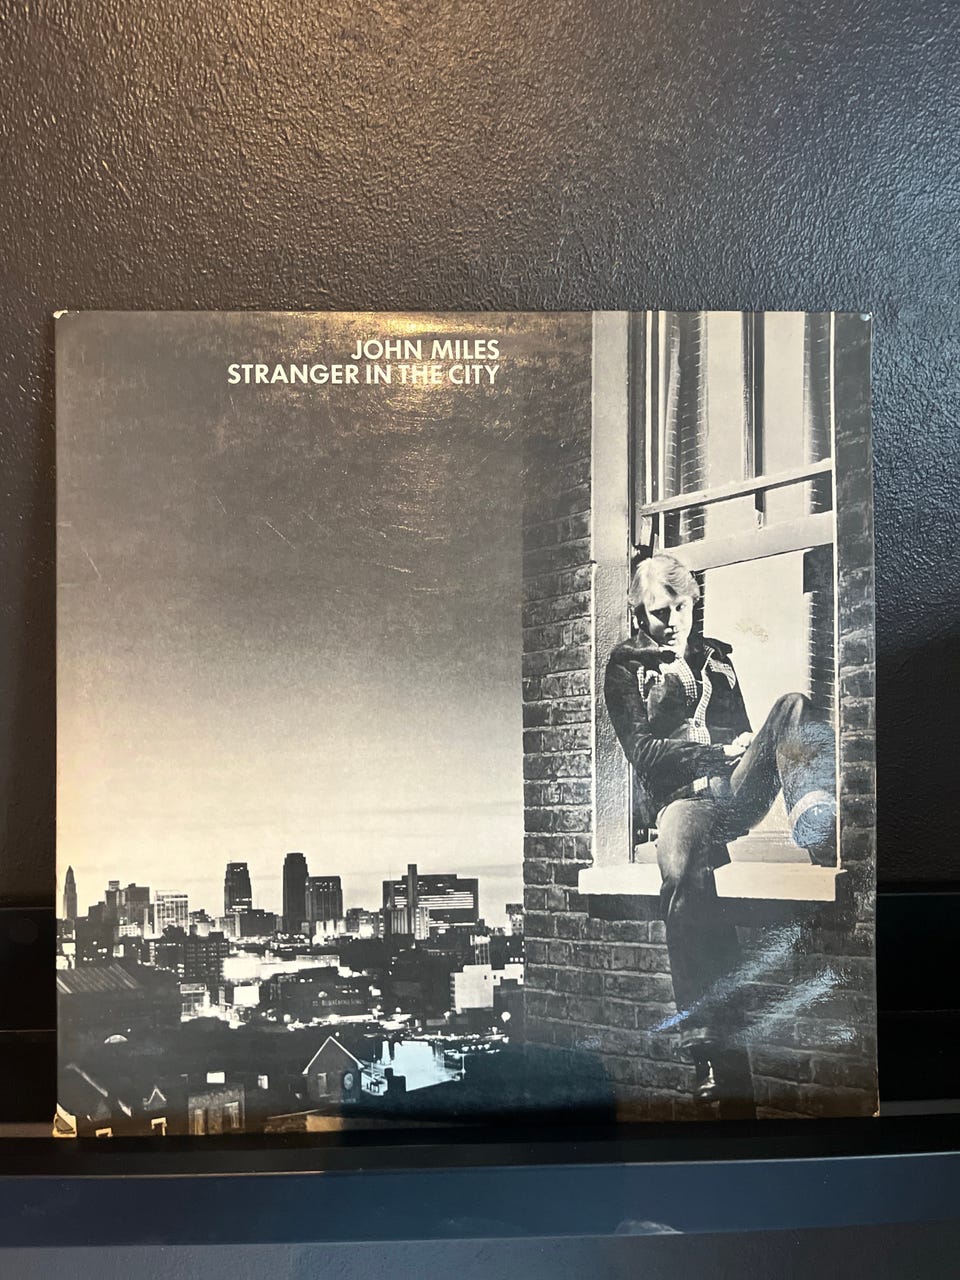 JOHN MILES
STRANGER IN THE CITY